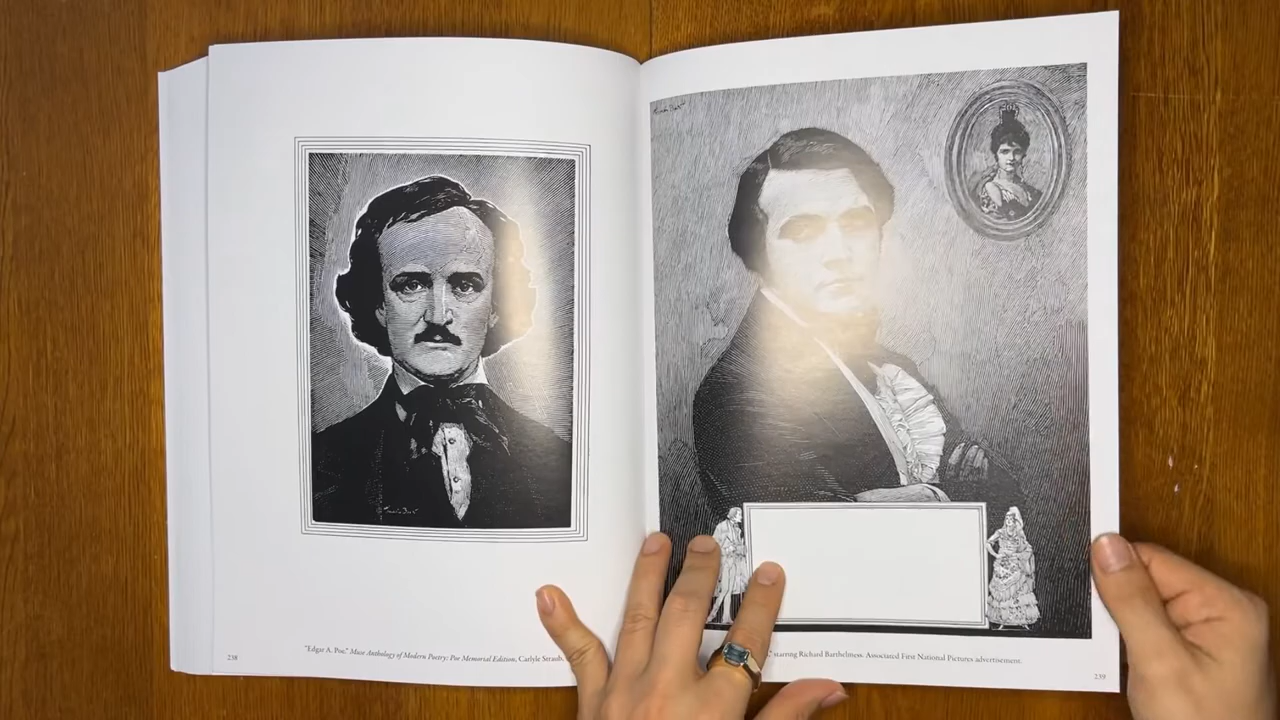 238
"Edgar A. Poe." Muse Anthology of Modern Poetry: Poe Memorial Edition, Carlyle Straub.
starring Richard Barthelmess. Associated First National Pictures advertisement.
239